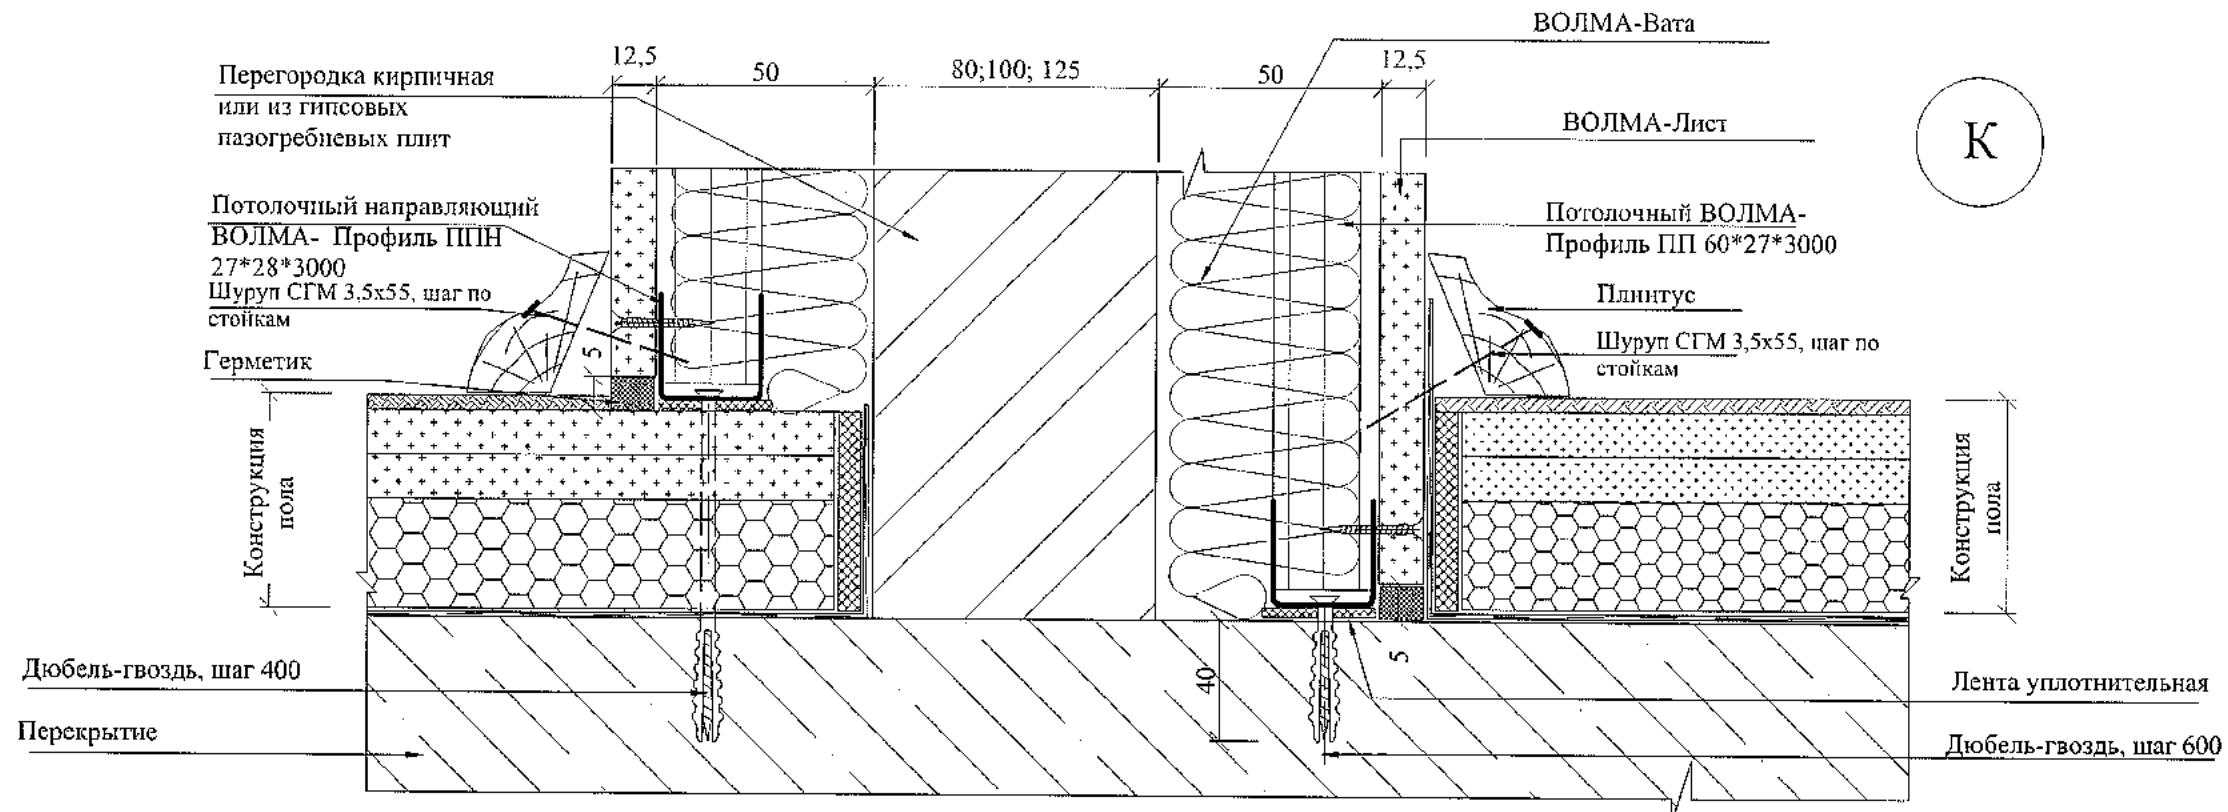 ВОЛМА-Вата
12,5
50
80;100; 125
50
12,5
Перегородка кирпичная
или из гипсовых
пазогребневых плит
ВОЛМА-Лист
К
Потолочный направляющий
ВОЛМА- Профиль ППН
27*28*3000
Шуруп СГМ 3,5х55, шаг по
стойкам
Герметик
Потолочный ВОЛМА-
Профиль ПП 60*27*3000
Плинтус
Шуруп СГМ 3,5х55, шаг по
стойкам
5
Конструкция
пола
Конструкция
пола
40
5
Дюбель-гвоздь, шаг 400
Перекрытие
Лента уплотнительная
Дюбель-гвоздь, шаг 600